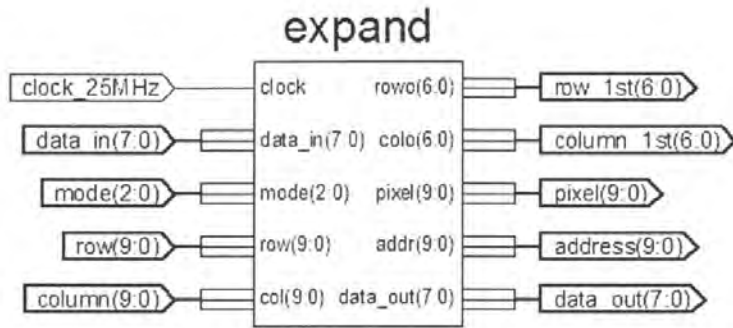 expand
clock_25MHz clock rowo(6:0) row_1st(6:0)
data_in(7:0) data_in(7:0) colo(6:0) column_1st(6:0)
mode(2:0) mode(2:0) pixel(9:0) pixel(9:0)
row(9:0) row(9:0) addr(9:0) address(9:0)
column(9:0) col(9:0) data_out(7:0) data_out(7:0)